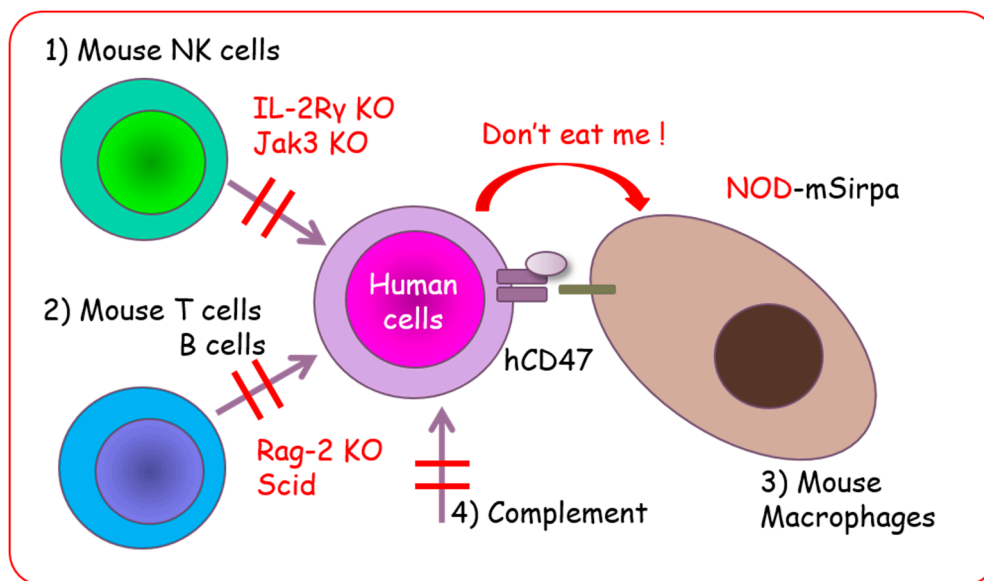 1) Mouse NK cells
IL-2Rγ KO
Jak3 KO
Don't eat me !
NOD-mSirpa
Human
cells
2) Mouse T cells
B cells
hCD47
Rag-2 KO
Scid
4) Complement
3) Mouse
Macrophages